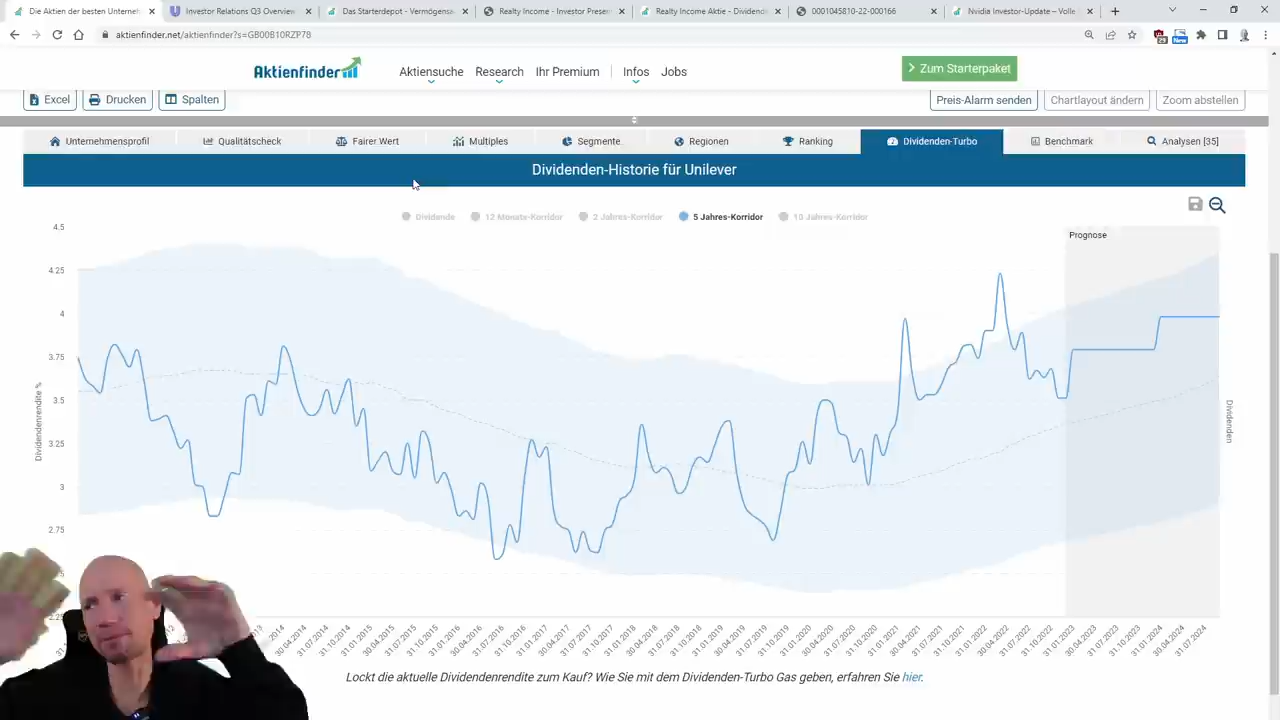 Die Aktien der besten Unterneh
Investor Relations Q3 Overview
Das Starterdepot - Vermögensa
Realty Income - Investor Presen
Realty Income Aktie - Dividend
0001045810-22-000166
Nvidia Investor-Update – Volle
aktienfinder.net/aktienfinder?s=GB00B10RZP78
New
Aktienfinder
Aktiensuche
Research
Ihr Premium
Infos
Jobs
Zum Starterpaket
Excel
Drucken
Spalten
Preis-Alarm senden
Chartlayout ändern
Zoom abstellen
Unternehmensprofil
Qualitätscheck
Fairer Wert
Multiples
Segmente
Regionen
Ranking
Dividenden-Turbo
Benchmark
Analysen [35]
Dividenden-Historie für Unilever
Dividende
12 Monate-Korridor
2 Jahres-Korridor
5 Jahres-Korridor
10 Jahres-Korridor
Prognose
4.5
4.25
4
3.75
3.5
3.25
3
2.75
2.25
Dividendenrendite %
Dividenden
30.04.2014
31.07.2014
31.10.2014
31.01.2015
30.04.2015
31.07.2015
31.10.2015
31.01.2016
30.04.2016
31.07.2016
31.10.2016
31.01.2017
30.04.2017
31.07.2017
31.10.2017
31.01.2018
30.04.2018
31.07.2018
31.10.2018
31.01.2019
30.04.2019
31.07.2019
31.10.2019
31.01.2020
30.04.2020
31.07.2020
31.10.2020
31.01.2021
30.04.2021
31.07.2021
31.10.2021
31.01.2022
30.04.2022
31.07.2022
31.10.2022
31.01.2023
30.04.2023
31.07.2023
31.10.2023
31.01.2024
30.04.2024
31.07.2024
Lockt die aktuelle Dividendenrendite zum Kauf? Wie Sie mit dem Dividenden-Turbo Gas geben, erfahren Sie hier.